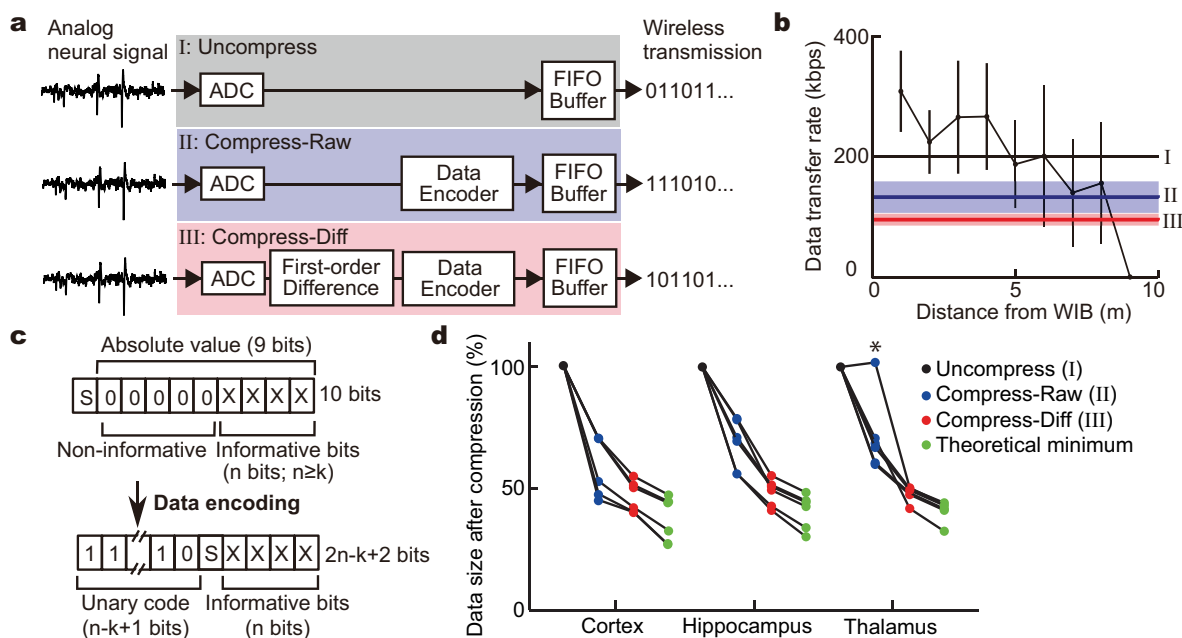 a
Analog
neural signal
I: Uncompress
ADC
FIFO
Buffer
Wireless
transmission
011011...
II: Compress-Raw
ADC
Data
Encoder
FIFO
Buffer
111010...
III: Compress-Diff
ADC
First-order
Difference
Data
Encoder
FIFO
Buffer
101101...
b
Data transfer rate (kbps)
400
200
0
I
II
III
0
5
10
Distance from WIB (m)
c
Absolute value (9 bits)
S 0 0 0 0 0 X X X X 10 bits
Non-informative
Informative bits
(n bits; n≥k)
Data encoding
1 1 1 0 S X X X X 2n-k+2 bits
Unary code
(n-k+1 bits)
Informative bits
(n bits)
d
Data size after compression (%)
100
50
0
*
Uncompress (I)
Compress-Raw (II)
Compress-Diff (III)
Theoretical minimum
Cortex
Hippocampus
Thalamus